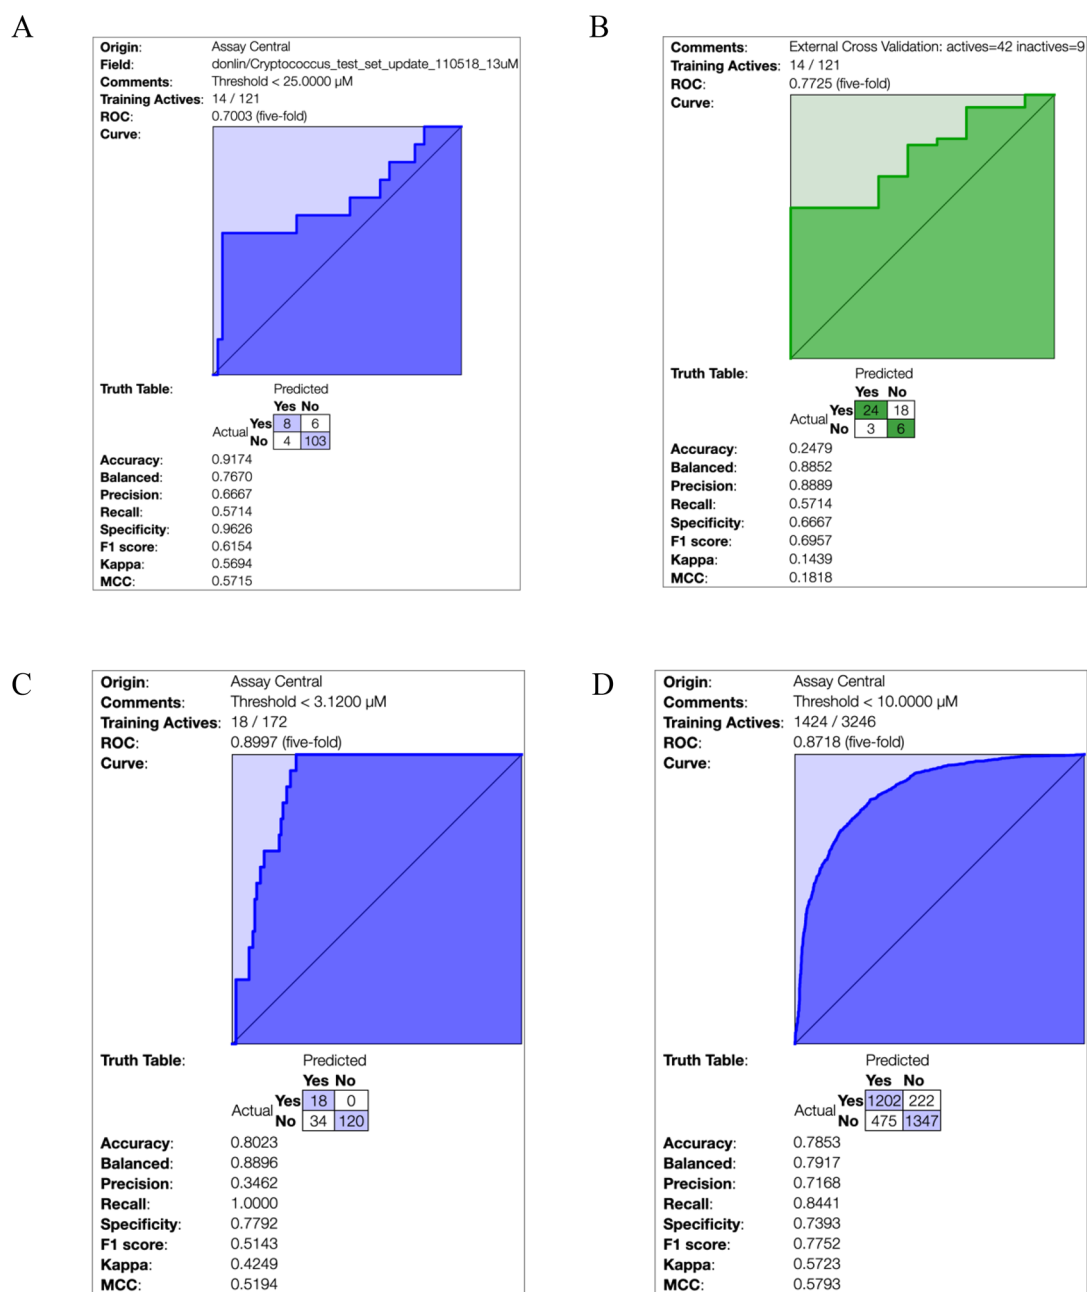 A
Origin: Assay Central
Field: donlin/Cryptococcus_test_set_update_110518_13uM
Comments: Threshold < 25.0000 µM
Training Actives: 14 / 121
ROC: 0.7003 (five-fold)
Curve:
Truth Table: Predicted
Yes No
Actual Yes 8 6
No 4 103
Accuracy: 0.9174
Balanced: 0.7670
Precision: 0.6667
Recall: 0.5714
Specificity: 0.9626
F1 score: 0.6154
Kappa: 0.5694
MCC: 0.5715
B
Comments: External Cross Validation: actives=42 inactives=9
Training Actives: 14 / 121
ROC: 0.7725 (five-fold)
Curve:
Truth Table: Predicted
Yes No
Actual Yes 24 18
No 3 6
Accuracy: 0.2479
Balanced: 0.8852
Precision: 0.8889
Recall: 0.5714
Specificity: 0.6667
F1 score: 0.6957
Kappa: 0.1439
MCC: 0.1818
C
Origin: Assay Central
Comments: Threshold < 3.1200 µM
Training Actives: 18 / 172
ROC: 0.8997 (five-fold)
Curve:
Truth Table: Predicted
Yes No
Actual Yes 18 0
No 34 120
Accuracy: 0.8023
Balanced: 0.8896
Precision: 0.3462
Recall: 1.0000
Specificity: 0.7792
F1 score: 0.5143
Kappa: 0.4249
MCC: 0.5194
D
Origin: Assay Central
Comments: Threshold < 10.0000 µM
Training Actives: 1424 / 3246
ROC: 0.8718 (five-fold)
Curve:
Truth Table: Predicted
Yes No
Actual Yes 1202 222
No 475 1347
Accuracy: 0.7853
Balanced: 0.7917
Precision: 0.7168
Recall: 0.8441
Specificity: 0.7393
F1 score: 0.7752
Kappa: 0.5723
MCC: 0.5793